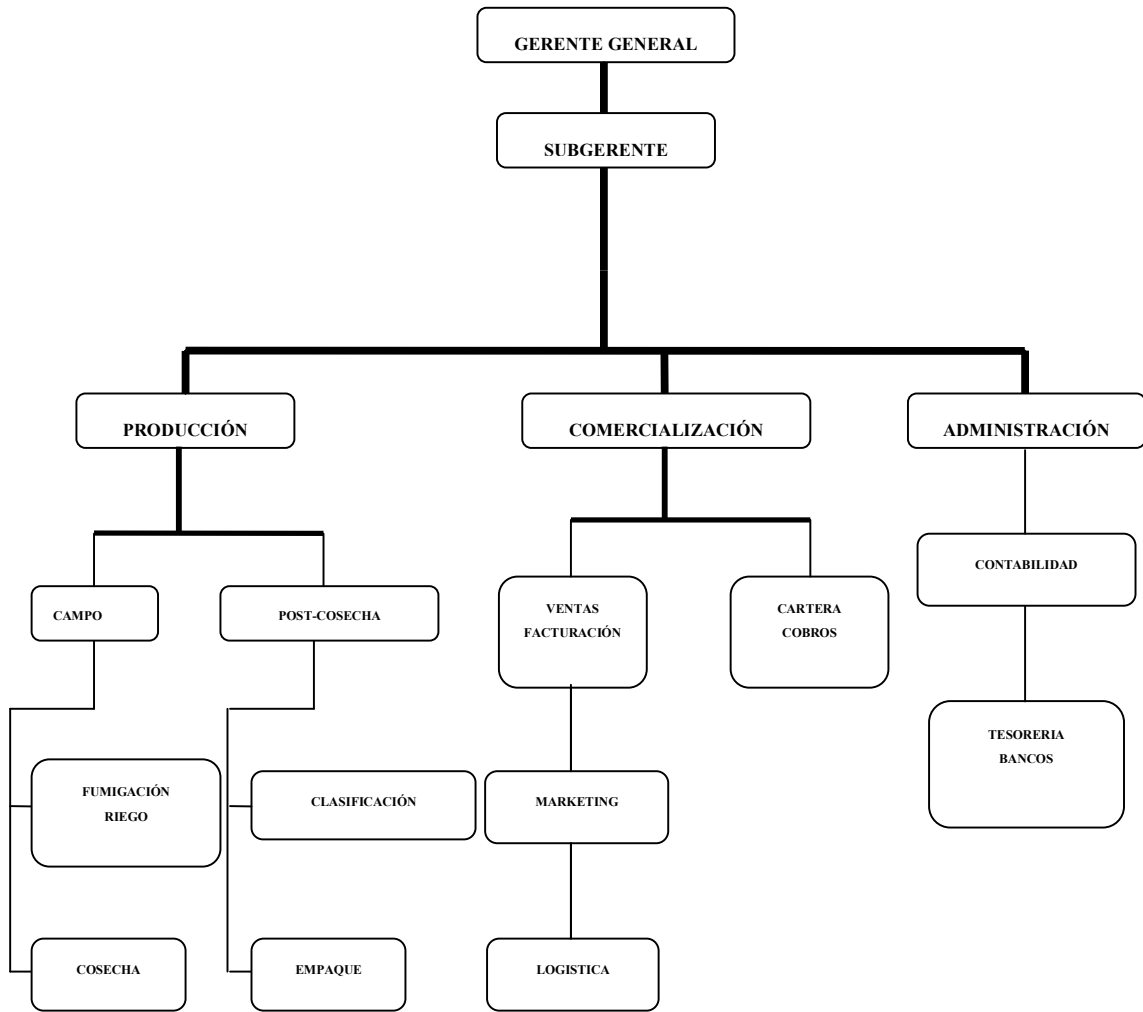 GERENTE GENERAL
SUBGERENTE
PRODUCCIÓN
COMERCIALIZACIÓN
ADMINISTRACIÓN
CONTABILIDAD
CAMPO
POST-COSECHA
VENTAS
FACTURACIÓN
CARTERA
COBROS
TESORERIA
BANCOS
FUMIGACIÓN
RIEGO
CLASIFICACIÓN
MARKETING
COSECHA
EMPAQUE
LOGISTICA